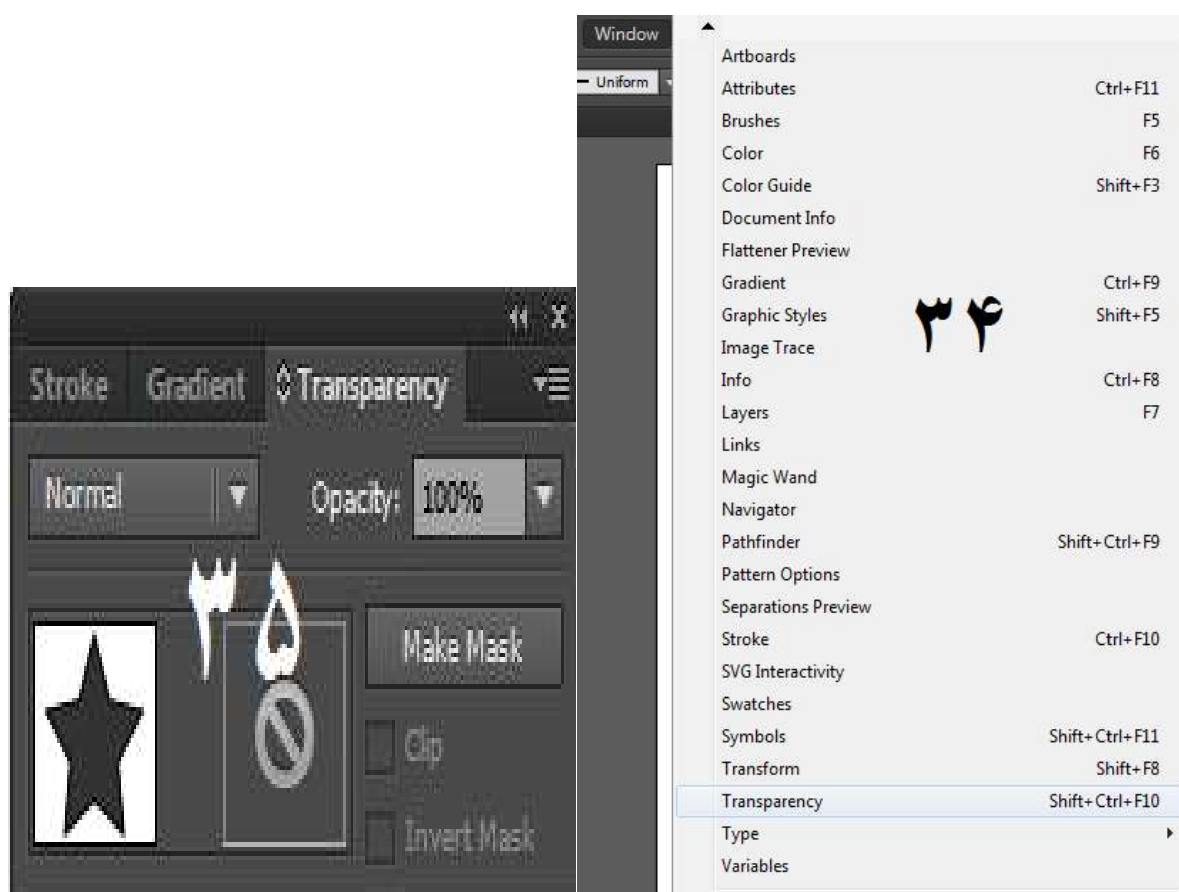 Window
Uniform
Artboards
Attributes Ctrl+F11
Brushes F5
Color F6
Color Guide Shift+F3
Document Info
Flattener Preview
Gradient Ctrl+F9
Graphic Styles Shift+F5
Image Trace
Info Ctrl+F8
Layers F7
Links
Magic Wand
Navigator
Pathfinder Shift+Ctrl+F9
Pattern Options
Separations Preview
Stroke Ctrl+F10
SVG Interactivity
Swatches
Symbols Shift+Ctrl+F11
Transform Shift+F8
Transparency Shift+Ctrl+F10
Type
Variables
۳۴
Stroke Gradient Transparency
Normal Opacity: 100%
۳۵
Make Mask
Clip
Invert Mask